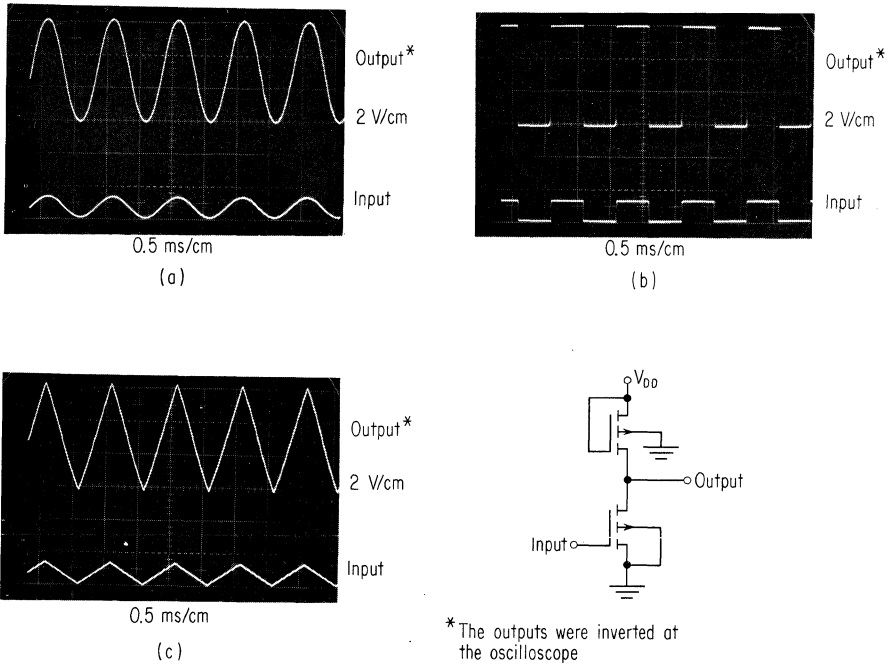 Output*
2 V/cm
Input
0.5 ms/cm
(a)
Output*
2 V/cm
Input
0.5 ms/cm
(b)
Output*
2 V/cm
Input
0.5 ms/cm
(c)
VDD
Output
Input
*The outputs were inverted at
the oscilloscope